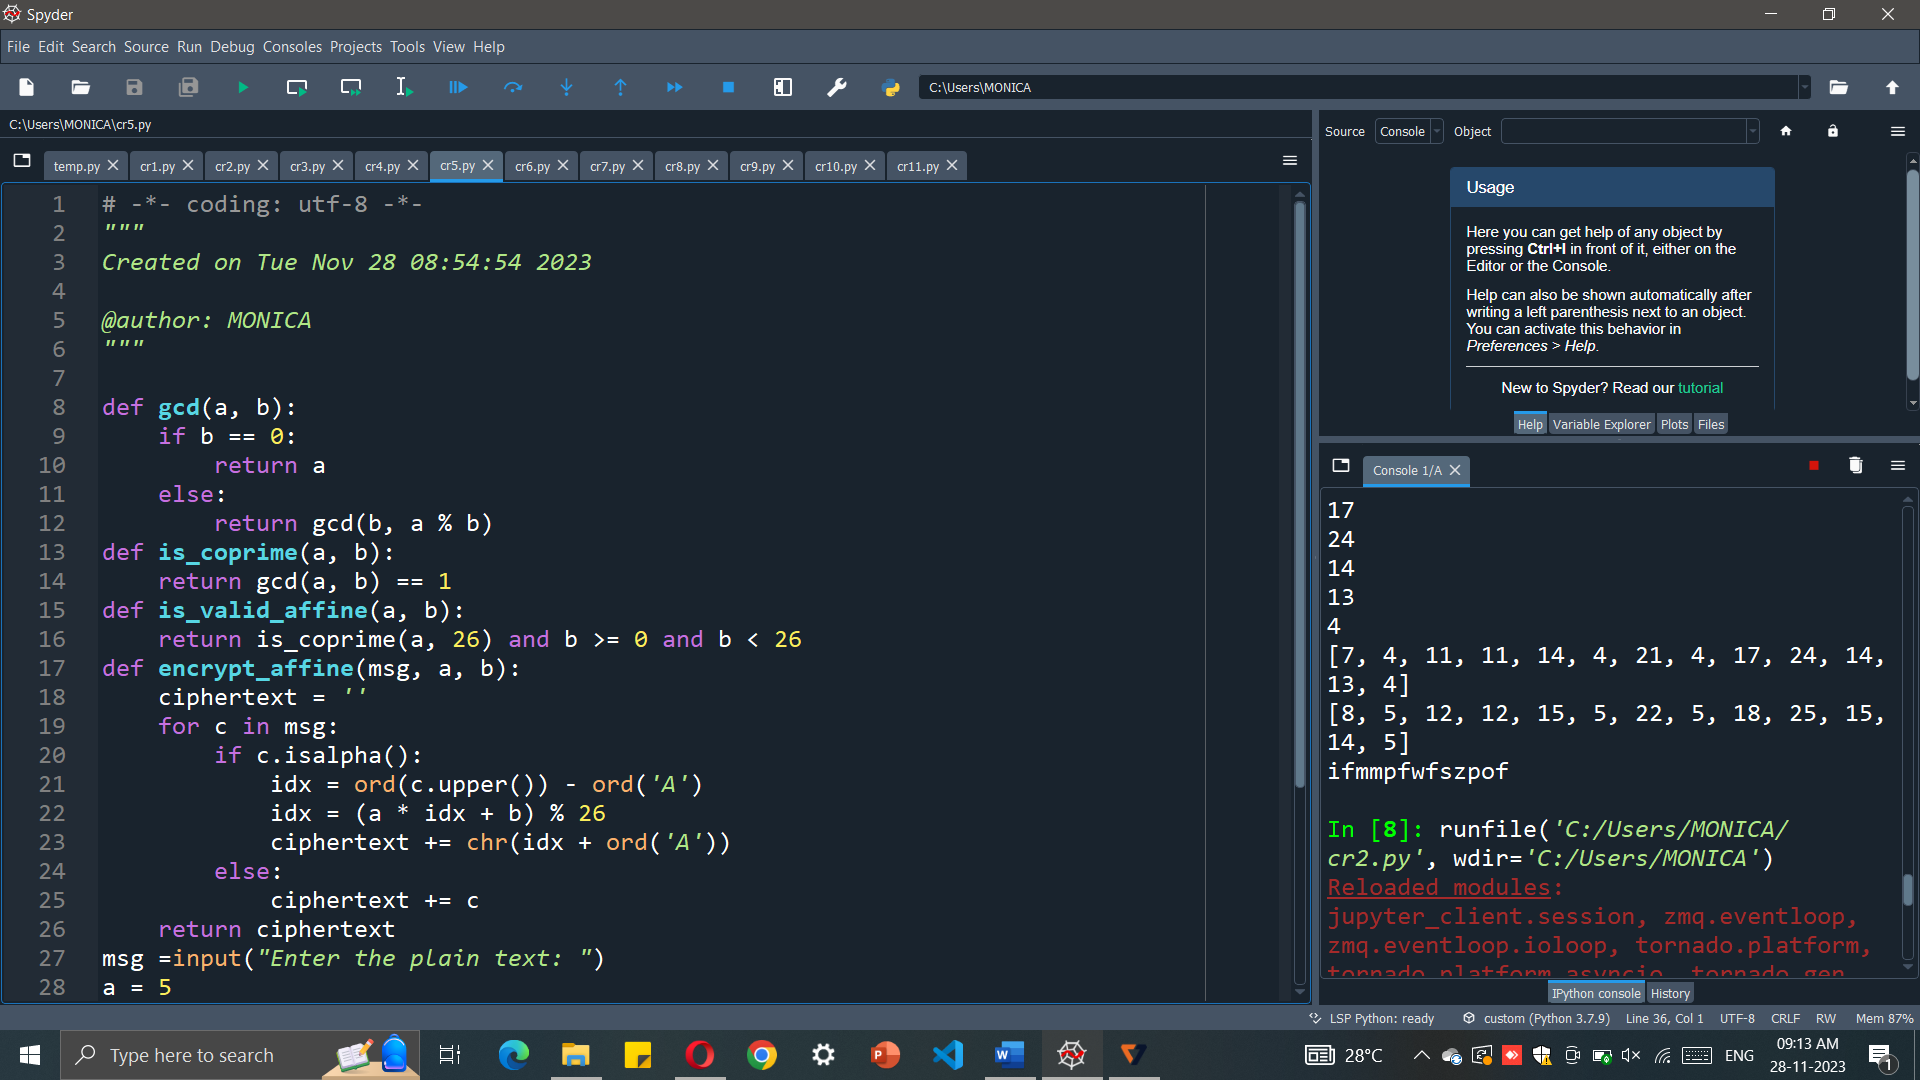 Spyder
File Edit Search Source Run Debug Consoles Projects Tools View Help
C:\Users\MONICA
C:\Users\MONICA\cr5.py
temp.py cr1.py cr2.py cr3.py cr4.py cr5.py cr6.py cr7.py cr8.py cr9.py cr10.py cr11.py
1 # -*- coding: utf-8 -*-
2 """
3 Created on Tue Nov 28 08:54:54 2023
4
5 @author: MONICA
6 """
7
8 def gcd(a, b):
9     if b == 0:
10         return a
11     else:
12         return gcd(b, a % b)
13 def is_coprime(a, b):
14     return gcd(a, b) == 1
15 def is_valid_affine(a, b):
16     return is_coprime(a, 26) and b >= 0 and b < 26
17 def encrypt_affine(msg, a, b):
18     ciphertext = ''
19     for c in msg:
20         if c.isalpha():
21             idx = ord(c.upper()) - ord('A')
22             idx = (a * idx + b) % 26
23             ciphertext += chr(idx + ord('A'))
24         else:
25             ciphertext += c
26     return ciphertext
27 msg =input("Enter the plain text: ")
28 a = 5
Source Console Object
Usage
Here you can get help of any object by
pressing Ctrl+I in front of it, either on the
Editor or the Console.
Help can also be shown automatically after
writing a left parenthesis next to an object.
You can activate this behavior in
Preferences > Help.
New to Spyder? Read our tutorial
Help Variable Explorer Plots Files
Console 1/A
17
24
14
13
4
[7, 4, 11, 11, 14, 4, 21, 4, 17, 24, 14,
13, 4]
[8, 5, 12, 12, 15, 5, 22, 5, 18, 25, 15,
14, 5]
ifmmpfwfszpof
In [8]: runfile('C:/Users/MONICA/
cr2.py', wdir='C:/Users/MONICA')
Reloaded modules:
jupyter_client.session, zmq.eventloop,
zmq.eventloop.ioloop, tornado.platform,
tornado.platform.asyncio, tornado.gen
IPython console History
LSP Python: ready custom (Python 3.7.9) Line 36, Col 1 UTF-8 CRLF RW Mem 87%
Type here to search
28°C ENG
09:13 AM
28-11-2023
1